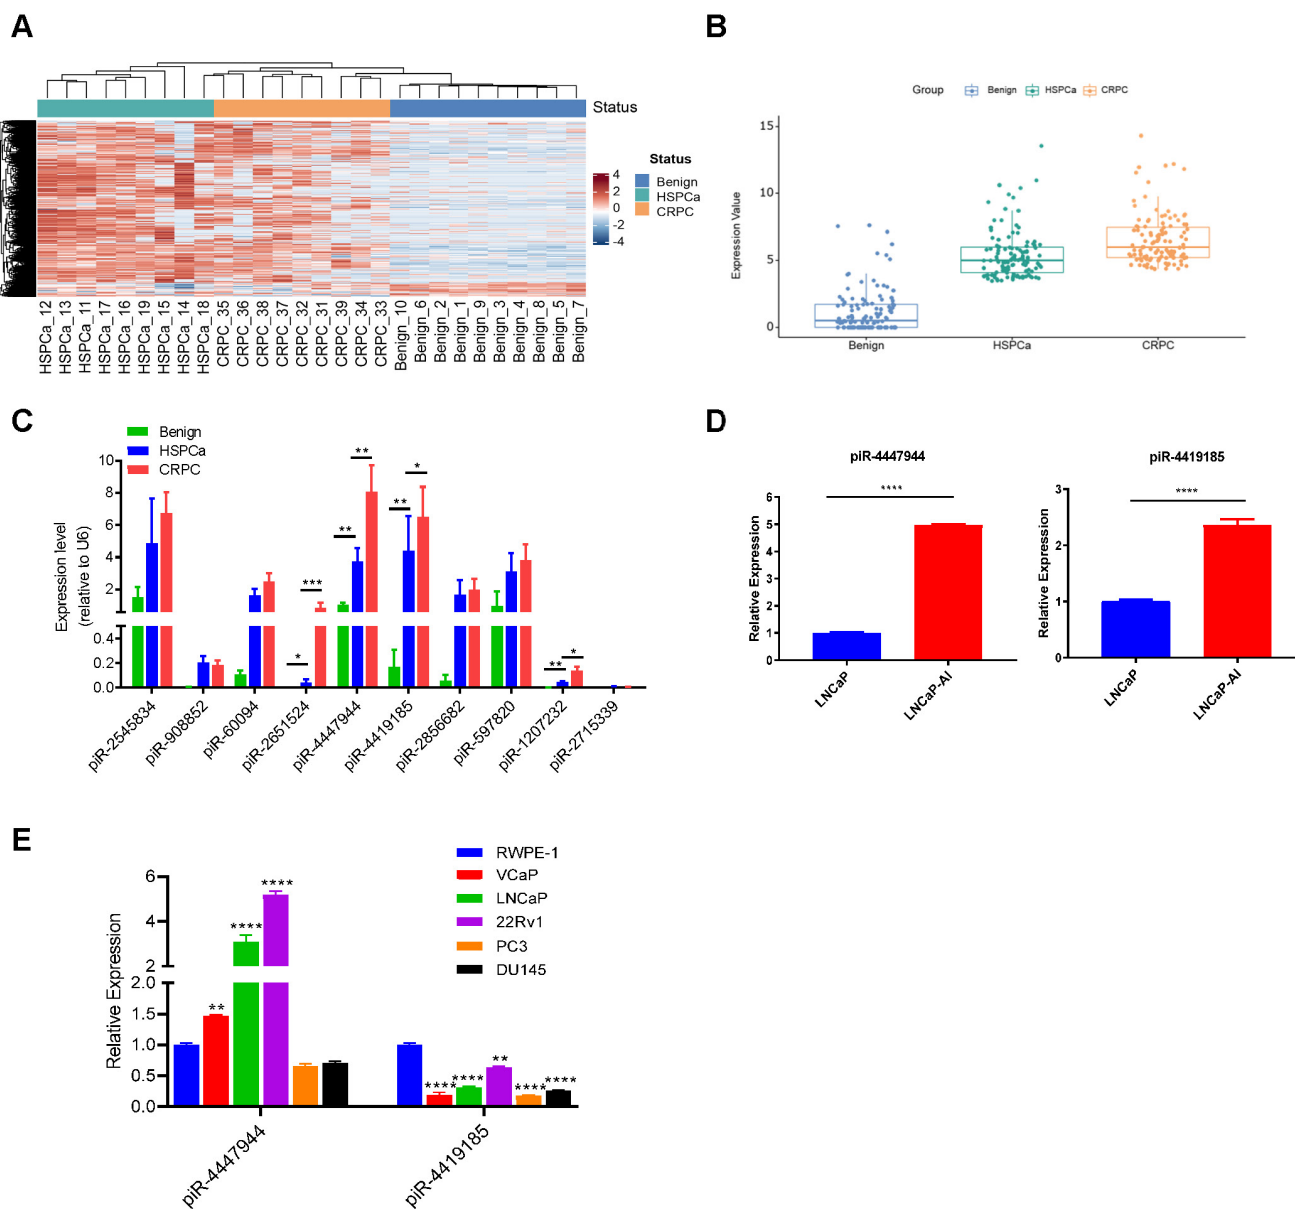 A
Status
Status
4
2
0
-2
-4
Benign
HSPCa
CRPC
HSPCa_12
HSPCa_13
HSPCa_11
HSPCa_17
HSPCa_16
HSPCa_19
HSPCa_15
HSPCa_14
HSPCa_18
CRPC_35
CRPC_36
CRPC_38
CRPC_37
CRPC_32
CRPC_31
CRPC_39
CRPC_34
CRPC_33
Benign_10
Benign_6
Benign_2
Benign_1
Benign_9
Benign_3
Benign_4
Benign_8
Benign_5
Benign_7
B
Group Benign HSPCa CRPC
Expression Value
15
10
5
0
Benign HSPCa CRPC
C
Benign
HSPCa
CRPC
Expression level
(relative to U6)
10
8
6
4
2
0.4
0.2
0.0
* *** ** ** ** * ** *
piR-2545834
piR-908852
piR-60094
piR-2651524
piR-4447944
piR-4419185
piR-2856682
piR-597820
piR-1207232
piR-2715339
D
piR-4447944
****
Relative Expression
6
5
4
3
2
1
0
LNCaP
LNCaP-AI
piR-4419185
****
Relative Expression
3
2
1
0
LNCaP
LNCaP-AI
E
RWPE-1
VCaP
LNCaP
22Rv1
PC3
DU145
Relative Expression
6
4
2
2.0
1.5
1.0
0.5
0.0
** **** ****
**** **** ** **** ****
piR-4447944
piR-4419185